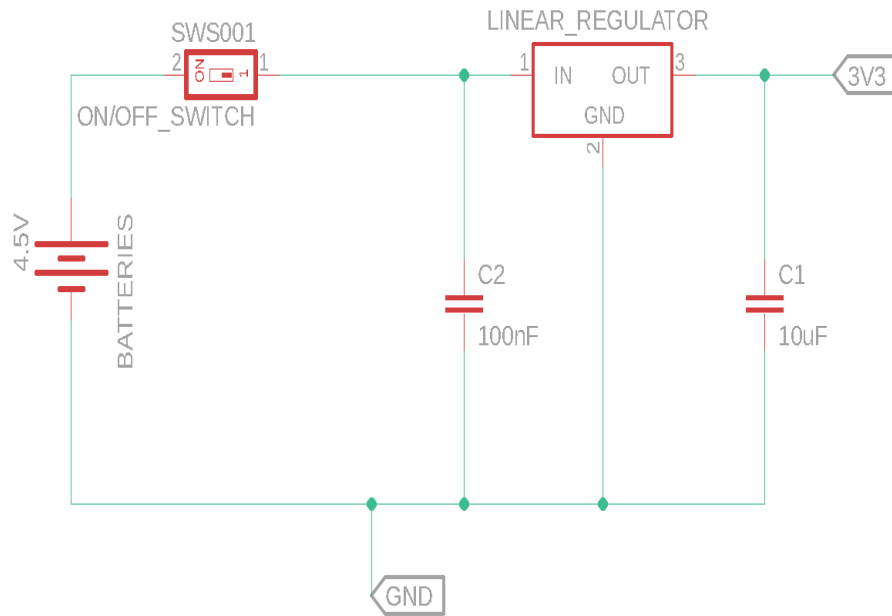 SWS001
2
ON
1
1
ON/OFF_SWITCH
LINEAR_REGULATOR
1
IN
OUT
3
GND
2
3V3
4.5V
BATTERIES
C2
100nF
C1
10uF
GND